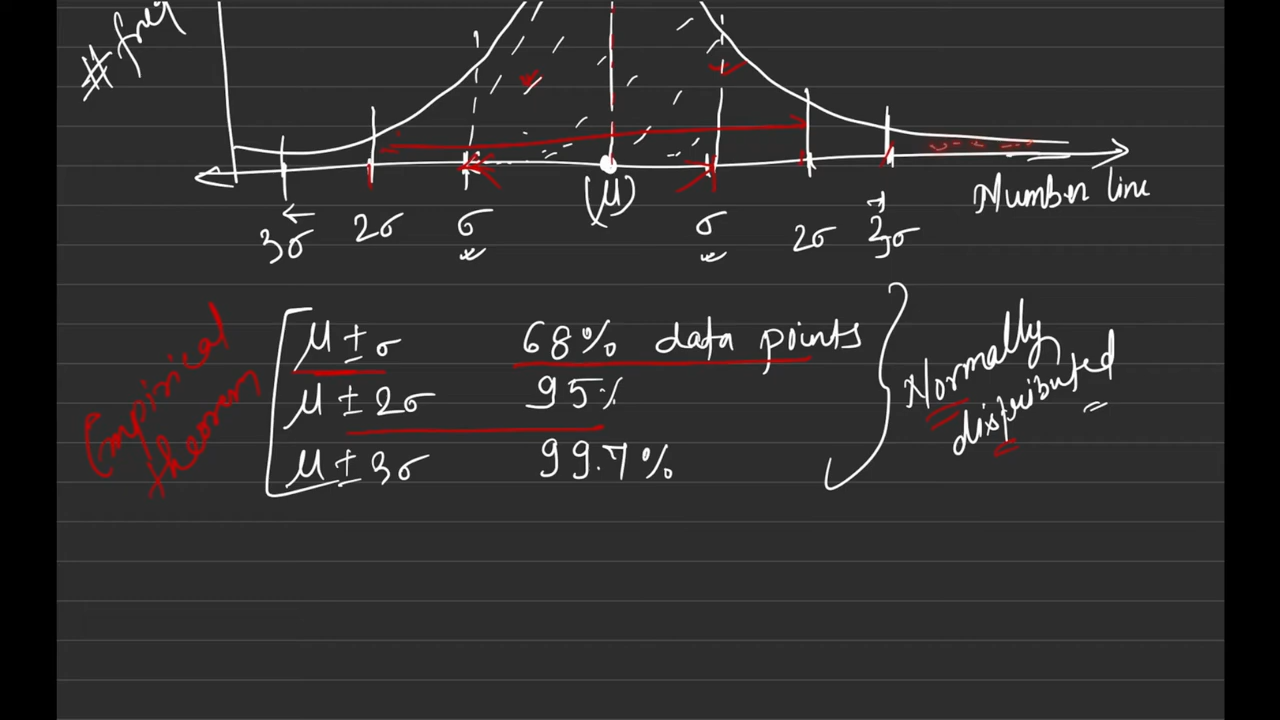 # freq
3σ 2σ σ (μ) σ 2σ 3σ
Number line
Empirical
theorem
μ ± σ 68% data points
μ ± 2σ 95%
μ ± 3σ 99.7%
Normally
distributed